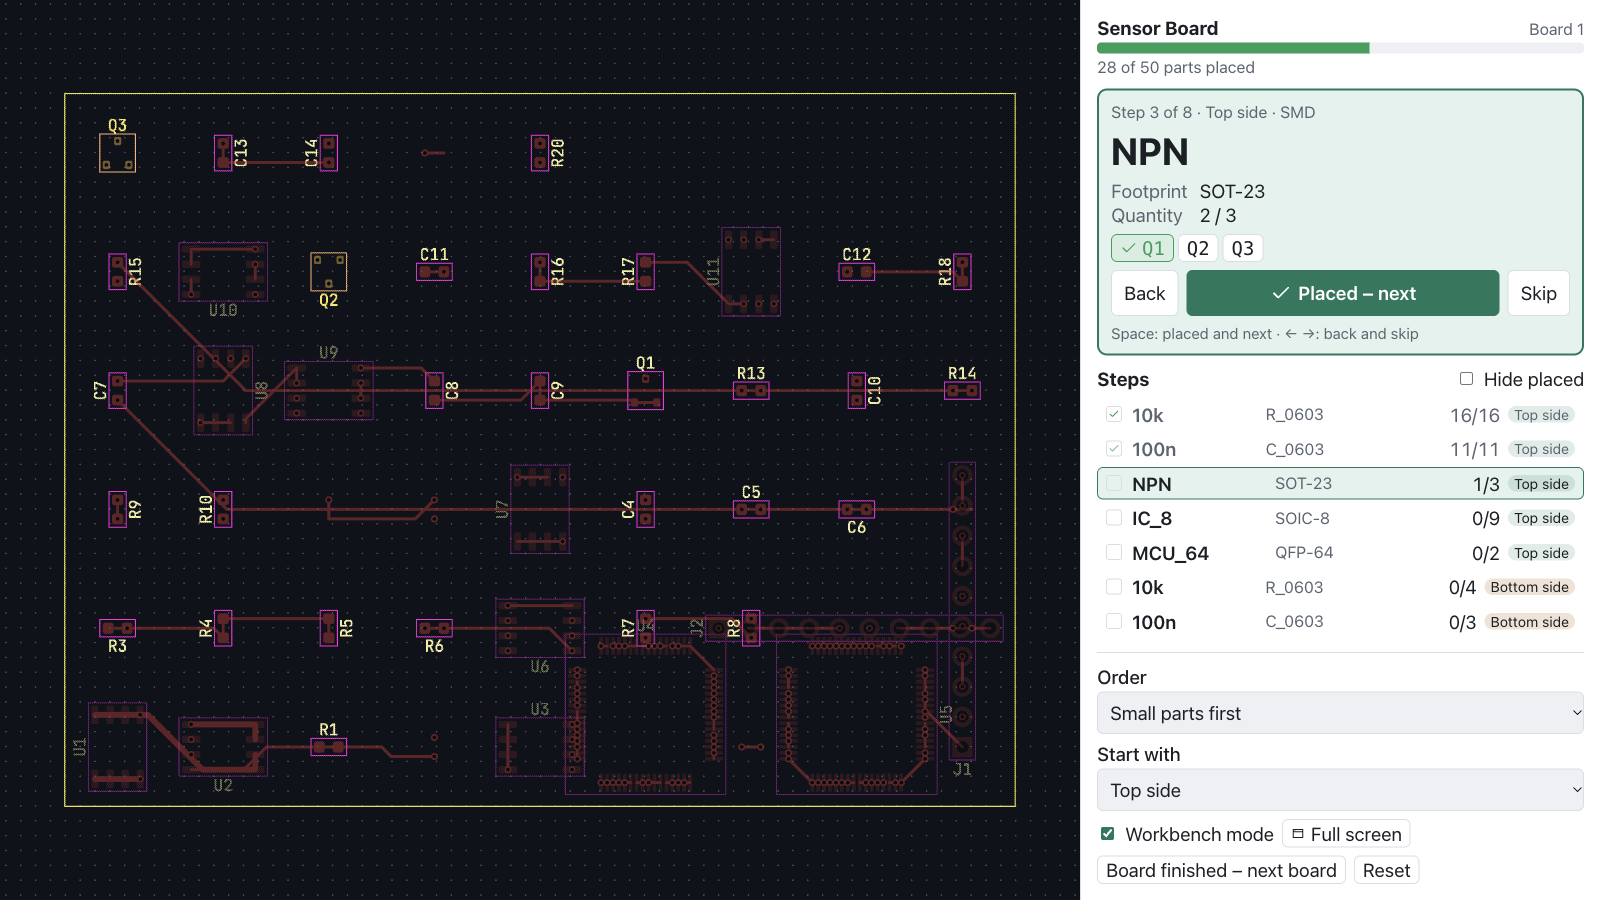 Q3
C13
C14
R20
R15
U10
Q2
C11
R16
R17
U11
C12
R18
C7
U8
U9
C8
C9
Q1
R13
C10
R14
R9
R10
U7
C4
C5
C6
R3
R4
R5
R6
U6
R7
J2
R8
U1
U2
R1
U3
U5
J1
Sensor Board
Board 1
28 of 50 parts placed
Step 3 of 8 · Top side · SMD
NPN
Footprint SOT-23
Quantity 2 / 3
✓ Q1 Q2 Q3
Back ✓ Placed – next Skip
Space: placed and next · ← →: back and skip
Steps Hide placed
10k R_0603 16/16 Top side
100n C_0603 11/11 Top side
NPN SOT-23 1/3 Top side
IC_8 SOIC-8 0/9 Top side
MCU_64 QFP-64 0/2 Top side
10k R_0603 0/4 Bottom side
100n C_0603 0/3 Bottom side
Order
Small parts first
Start with
Top side
Workbench mode Full screen
Board finished – next board Reset